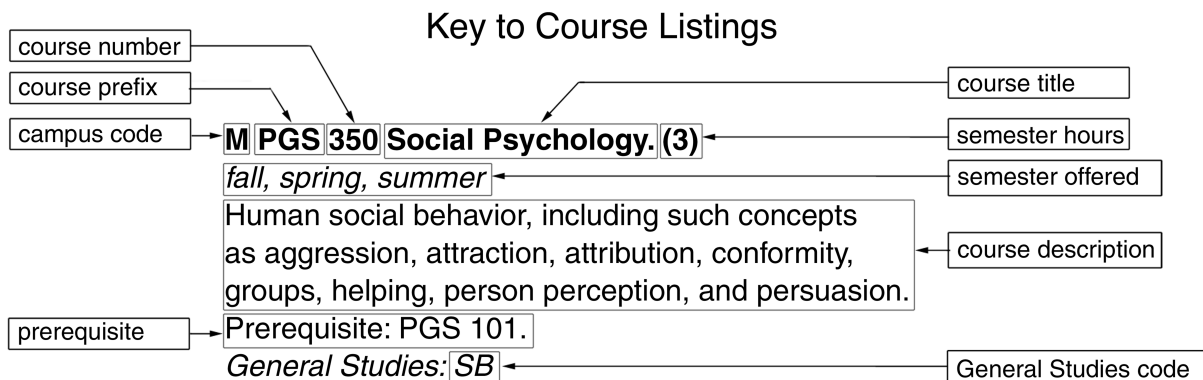 Key to Course Listings
course number
course prefix
course title
campus code
M PGS 350 Social Psychology. (3)
semester hours
fall, spring, summer
semester offered
Human social behavior, including such concepts
as aggression, attraction, attribution, conformity,
groups, helping, person perception, and persuasion.
course description
prerequisite
Prerequisite: PGS 101.
General Studies: SB
General Studies code